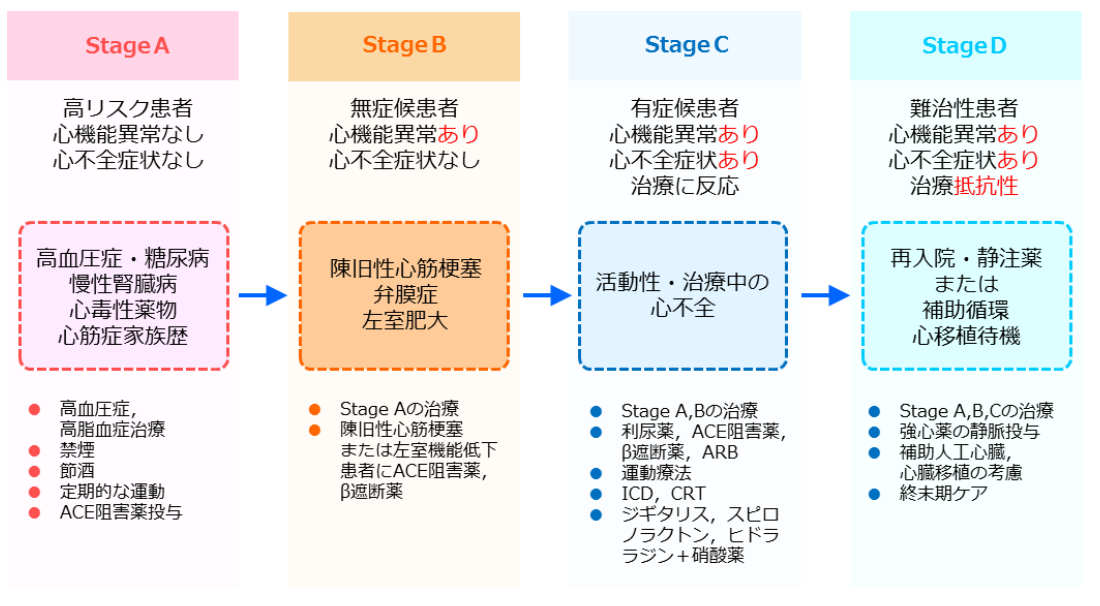 Stage A
高リスク患者
心機能異常なし
心不全症状なし
高血圧症・糖尿病
慢性腎臓病
心毒性薬物
心筋症家族歴
高血圧症，
高脂血症治療
禁煙
節酒
定期的な運動
ACE阻害薬投与
Stage B
無症候患者
心機能異常あり
心不全症状なし
陳旧性心筋梗塞
弁膜症
左室肥大
Stage Aの治療
陳旧性心筋梗塞
または左室機能低下
患者にACE阻害薬，
β遮断薬
Stage C
有症候患者
心機能異常あり
心不全症状あり
治療に反応
活動性・治療中の
心不全
Stage A,Bの治療
利尿薬，ACE阻害薬，
β遮断薬，ARB
運動療法
ICD，CRT
ジギタリス，スピロ
ノラクトン，ヒドラ
ラジン＋硝酸薬
Stage D
難治性患者
心機能異常あり
心不全症状あり
治療抵抗性
再入院・静注薬
または
補助循環
心移植待機
Stage A,B,Cの治療
強心薬の静脈投与
補助人工心臓，
心臓移植の考慮
終末期ケア